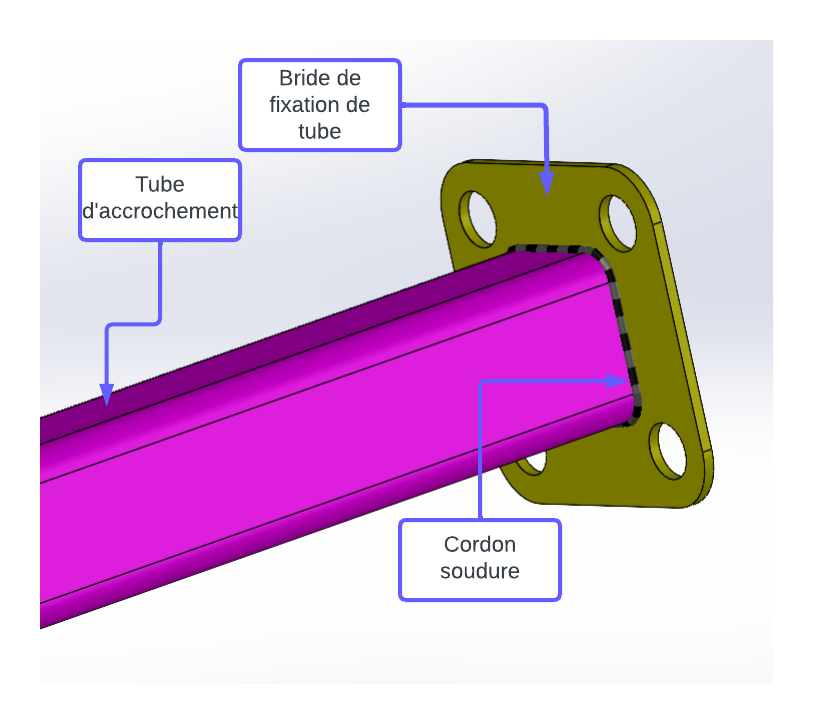 Bride de
fixation de
tube
Tube
d'accrochement
Cordon
soudure